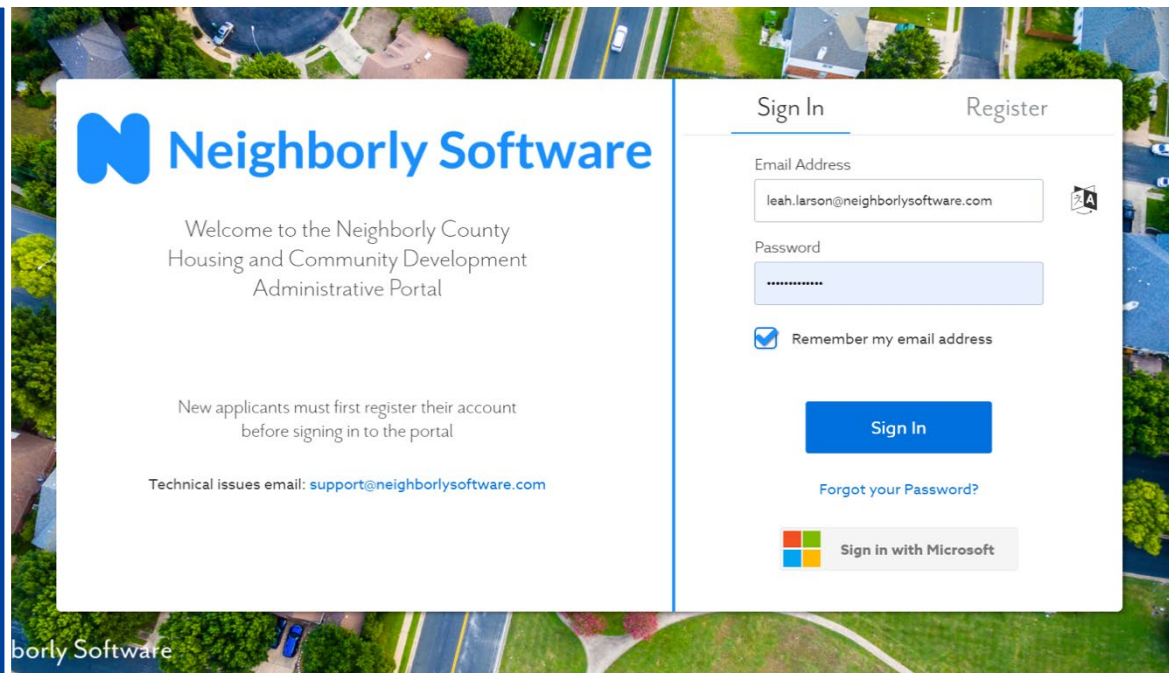 Neighborly Software
Welcome to the Neighborly County
Housing and Community Development
Administrative Portal
New applicants must first register their account
before signing in to the portal
Technical issues email: support@neighborlysoftware.com
Sign In
Register
Email Address
leah.larson@neighborlysoftware.com
Password
•••••••••••••
Remember my email address
Sign In
Forgot your Password?
Sign in with Microsoft
borly Software